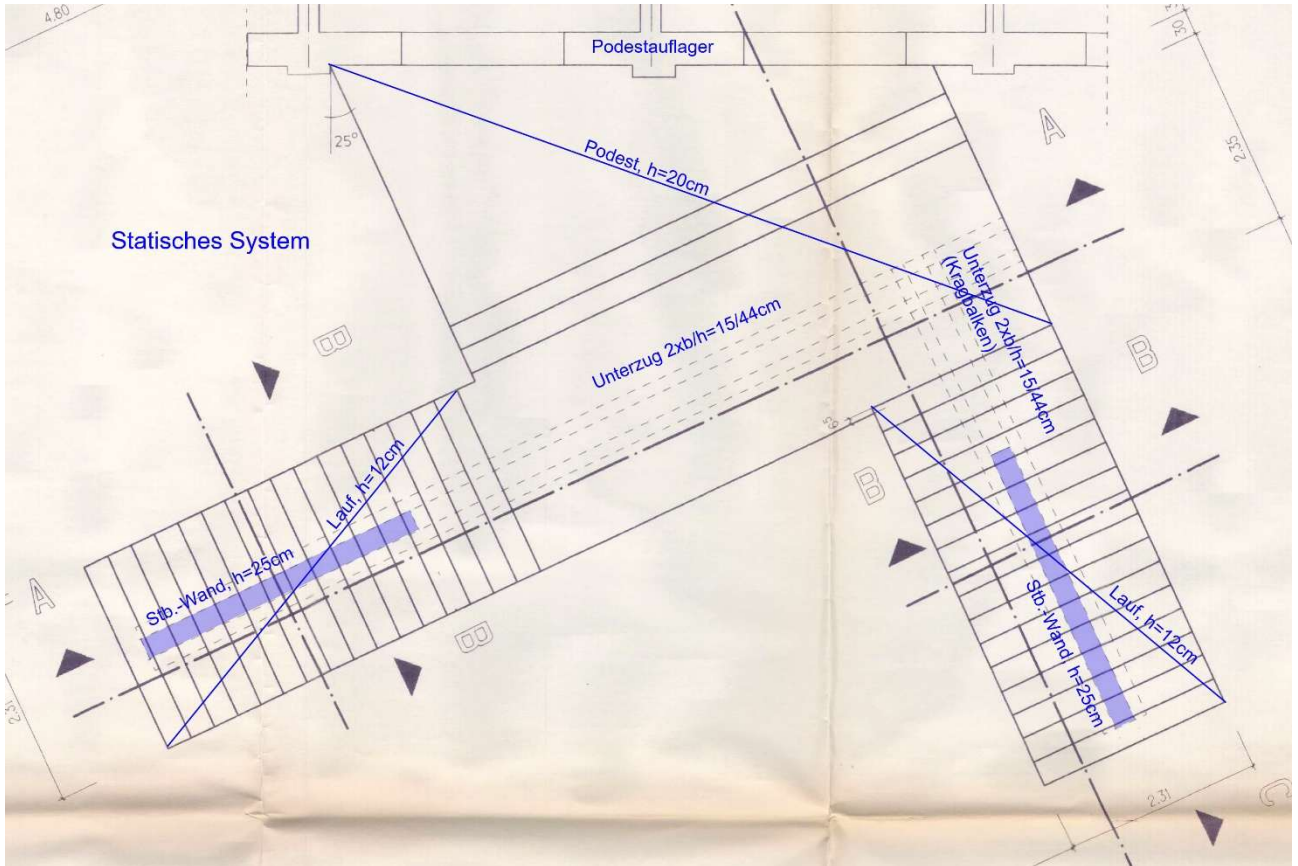 4.80
30
Podestauflager
A
25°
2.35
Podest, h=20cm
Statisches System
Unterzug 2xb/h=15/44cm
(Kragbalken)
B
Unterzug 2xb/h=15/44cm
B
63
Lauf, h=12cm
B
Stb.-Wand, h=25cm
A
B
Lauf, h=12cm
Stb.-Wand, h=25cm
2.31
2.31
C